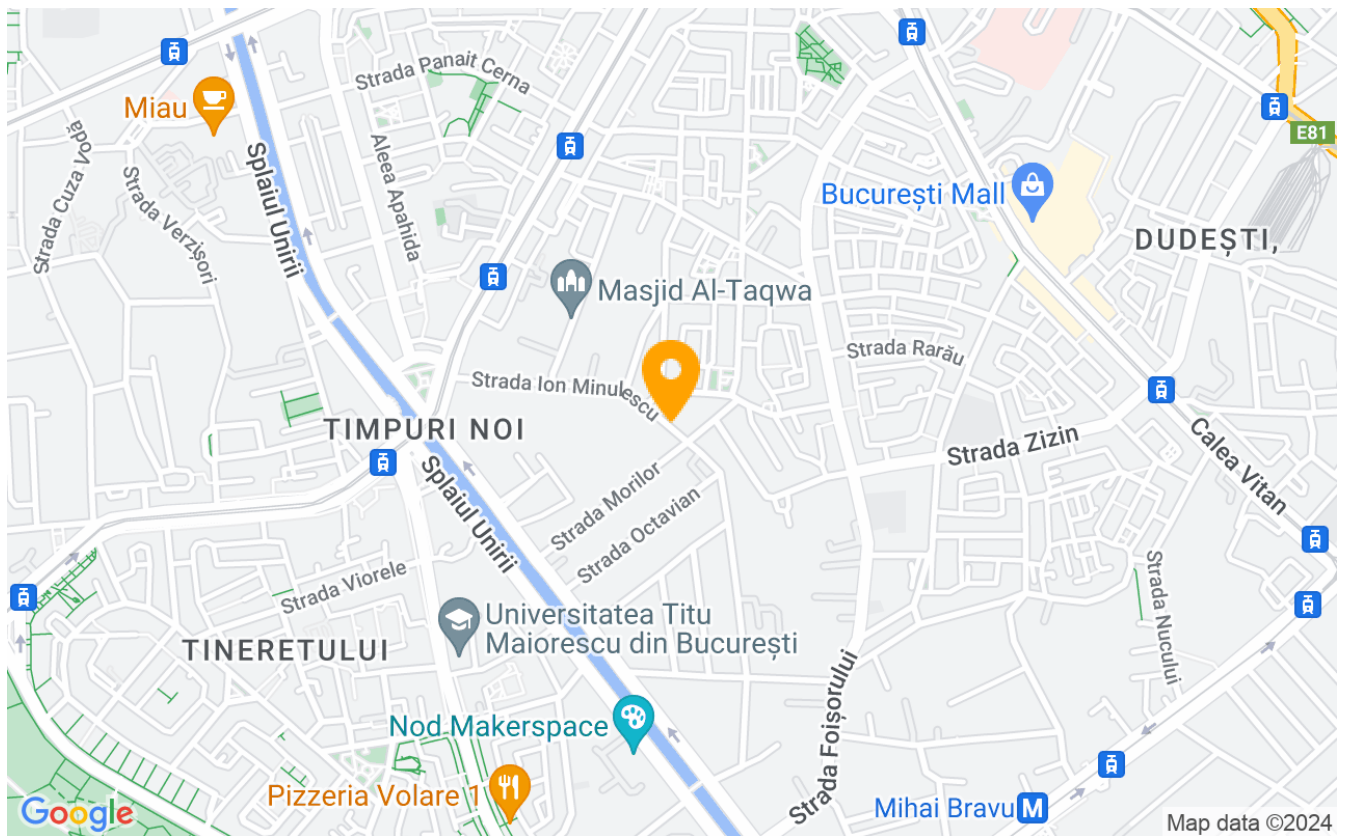 Strada Panait Cerna
Miau
E81
Strada Cuza Vodă
Strada Verzișori
Splaiul Unirii
Aleea Apahida
București Mall
DUDEȘTI,
Masjid Al-Taqwa
Strada Rarău
Strada Ion Minulescu
TIMPURI NOI
Strada Zizin
Calea Vitan
Splaiul Unirii
Strada Morilor
Strada Octavian
Strada Viorele
Strada Nucului
Universitatea Titu
Maiorescu din București
TINERETULUI
Strada Foișorului
Nod Makerspace
Pizzeria Volare 1
Mihai Bravu M
Google
Map data ©2024